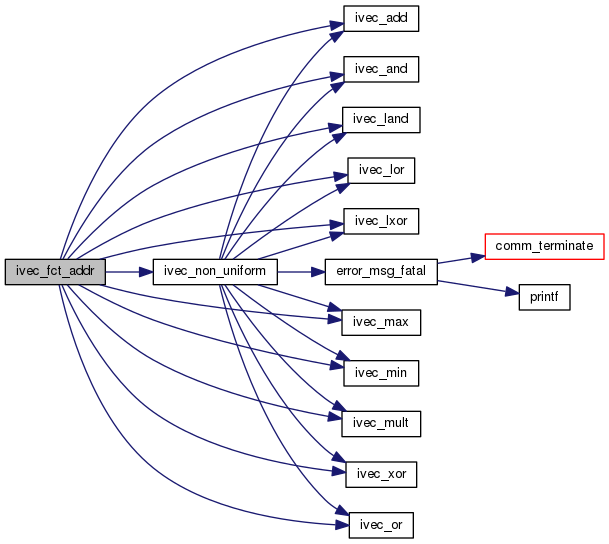 ivec_add
ivec_and
ivec_land
ivec_lor
ivec_lxor
comm_terminate
ivec_fct_addr
ivec_non_uniform
error_msg_fatal
printf
ivec_max
ivec_min
ivec_mult
ivec_xor
ivec_or